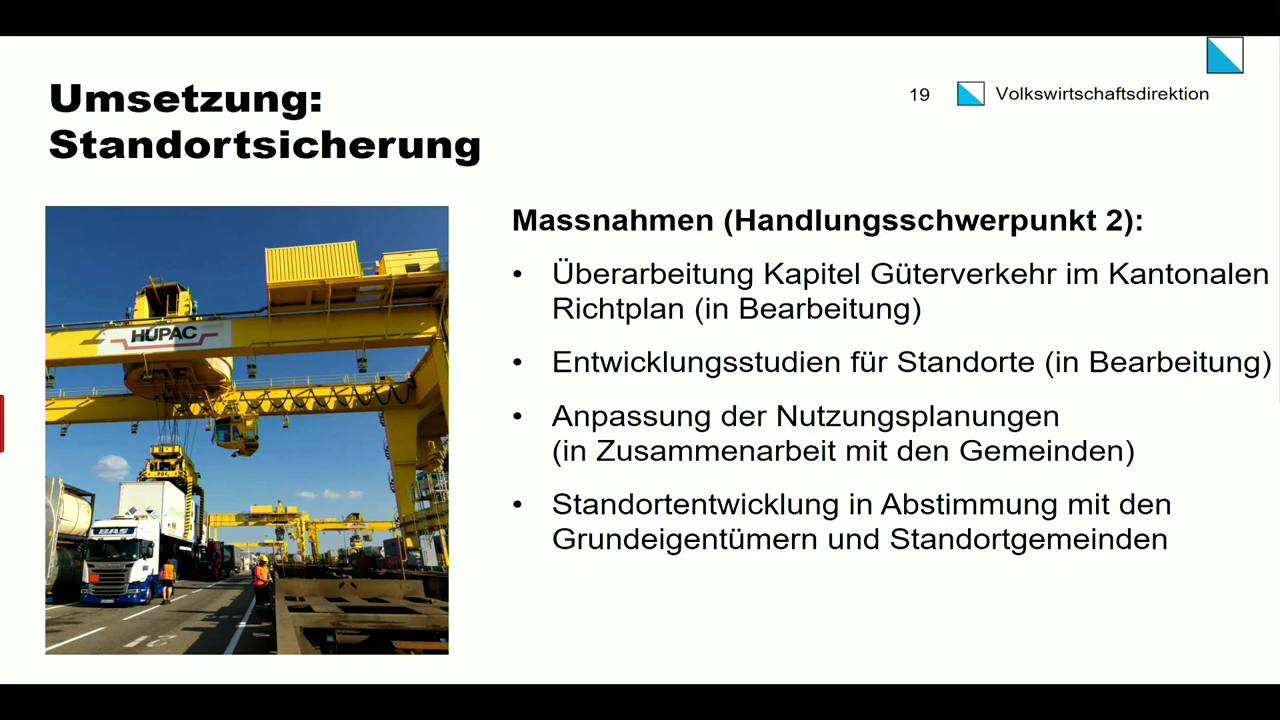 Umsetzung:
Standortsicherung
19
Volkswirtschaftsdirektion
HUPAC
BAS
Massnahmen (Handlungsschwerpunkt 2):
• Überarbeitung Kapitel Güterverkehr im Kantonalen
Richtplan (in Bearbeitung)
• Entwicklungsstudien für Standorte (in Bearbeitung)
• Anpassung der Nutzungsplanungen
(in Zusammenarbeit mit den Gemeinden)
• Standortentwicklung in Abstimmung mit den
Grundeigentümern und Standortgemeinden